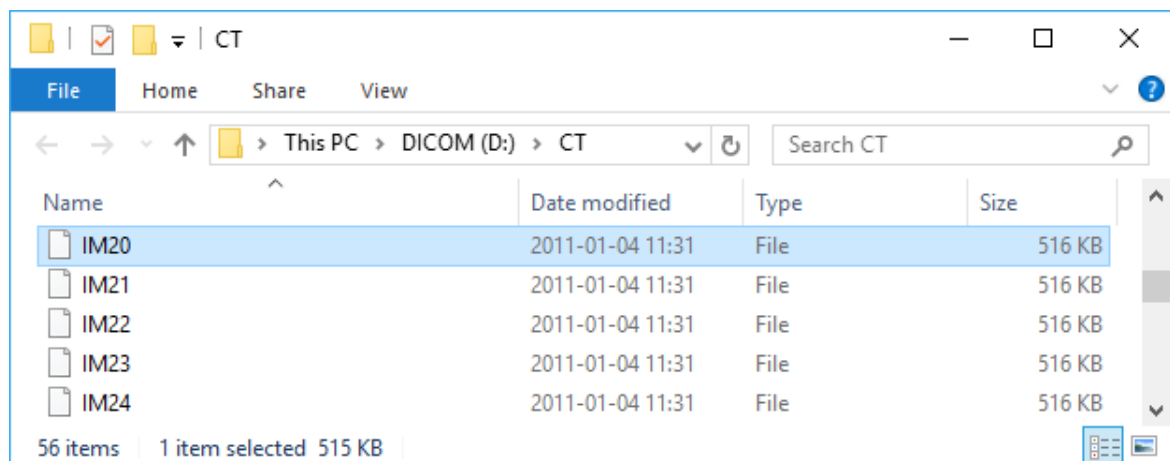 CT
File Home Share View
This PC > DICOM (D:) > CT Search CT
Name Date modified Type Size
IM20 2011-01-04 11:31 File 516 KB
IM21 2011-01-04 11:31 File 516 KB
IM22 2011-01-04 11:31 File 516 KB
IM23 2011-01-04 11:31 File 516 KB
IM24 2011-01-04 11:31 File 516 KB
56 items 1 item selected 515 KB